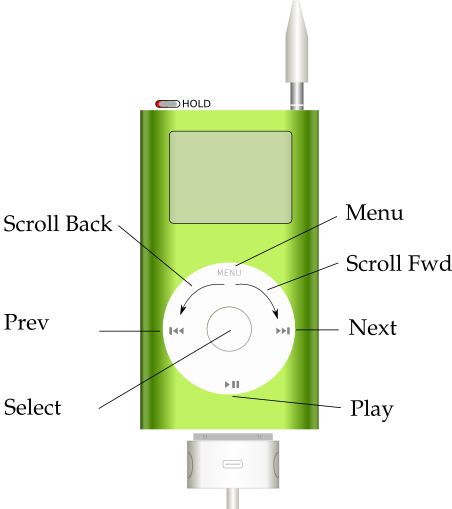 HOLD
Menu
Scroll Back
Scroll Fwd
MENU
Prev
Next
Select
Play